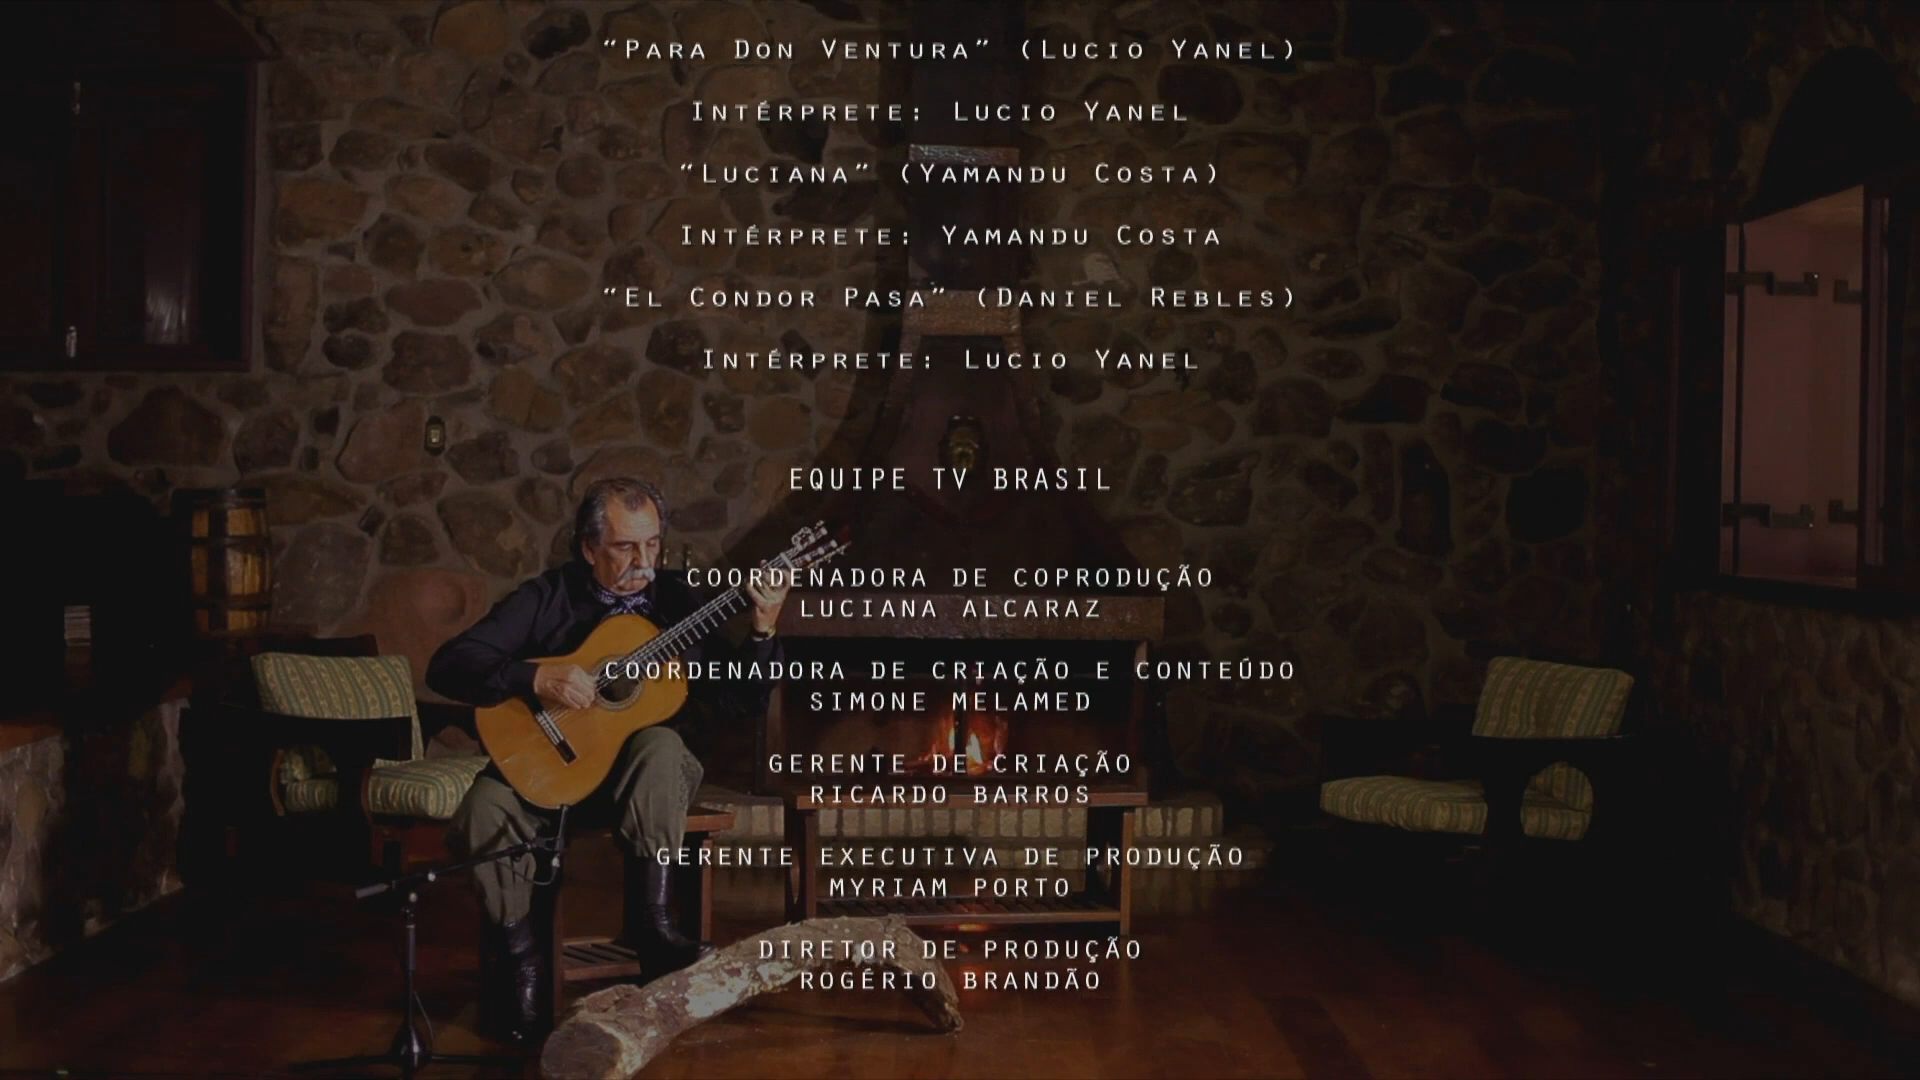 “Para Don Ventura” (Lucio Yanel)
Intérprete: Lucio Yanel
“Luciana” (Yamandu Costa)
Intérprete: Yamandu Costa
“El Condor Pasa” (Daniel Rebles)
Intérprete: Lucio Yanel
EQUIPE TV BRASIL
COORDENADORA DE COPRODUÇÃO
LUCIANA ALCARAZ
COORDENADORA DE CRIAÇÃO E CONTEÚDO
SIMONE MELAMED
GERENTE DE CRIAÇÃO
RICARDO BARROS
GERENTE EXECUTIVA DE PRODUÇÃO
MYRIAM PORTO
DIRETOR DE PRODUÇÃO
ROGÉRIO BRANDÃO